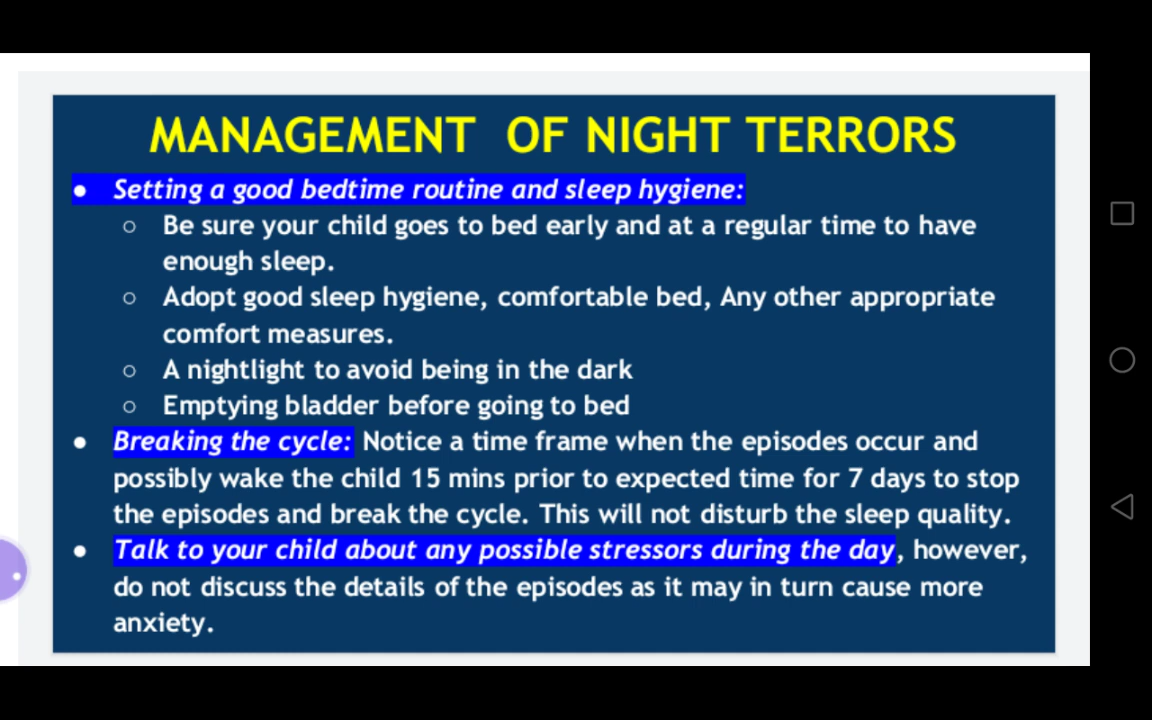 MANAGEMENT OF NIGHT TERRORS
● Setting a good bedtime routine and sleep hygiene:
○ Be sure your child goes to bed early and at a regular time to have
enough sleep.
○ Adopt good sleep hygiene, comfortable bed, Any other appropriate
comfort measures.
○ A nightlight to avoid being in the dark
○ Emptying bladder before going to bed
● Breaking the cycle: Notice a time frame when the episodes occur and
possibly wake the child 15 mins prior to expected time for 7 days to stop
the episodes and break the cycle. This will not disturb the sleep quality.
● Talk to your child about any possible stressors during the day, however,
do not discuss the details of the episodes as it may in turn cause more
anxiety.